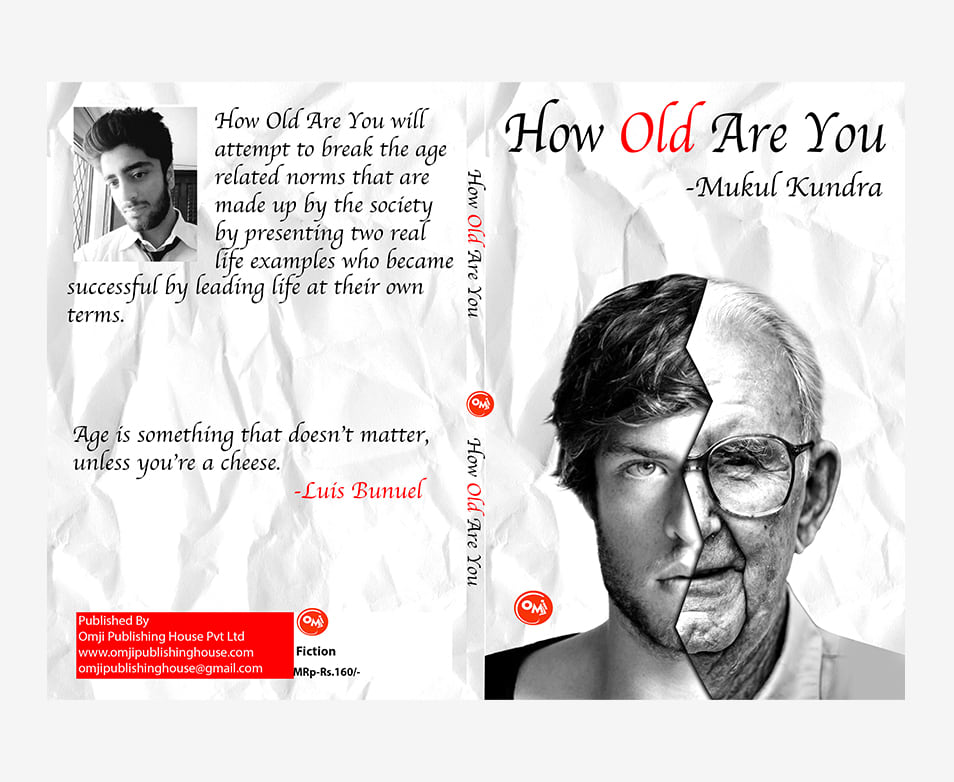 How Old Are You will
attempt to break the age
related norms that are
made up by the society
by presenting two real
life examples who became
successful by leading life at their own
terms.
Age is something that doesn't matter,
unless you're a cheese.
-Luis Bunuel
Published By
Omji Publishing House Pvt Ltd
www.omjipublishinghouse.com
omjipublishinghouse@gmail.com
OMJi
Fiction
MRp-Rs.160/-
How Old Are You
OMJi
How Old Are You
How Old Are You
-Mukul Kundra
OMJi